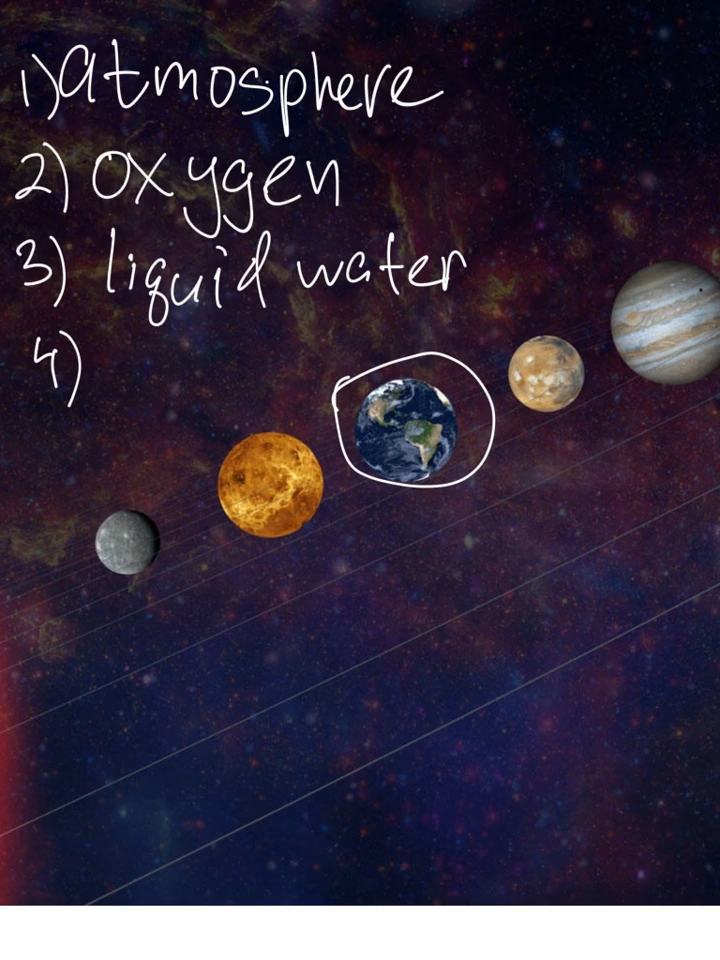 1) atmosphere
2) oxygen
3) liquid water
4)